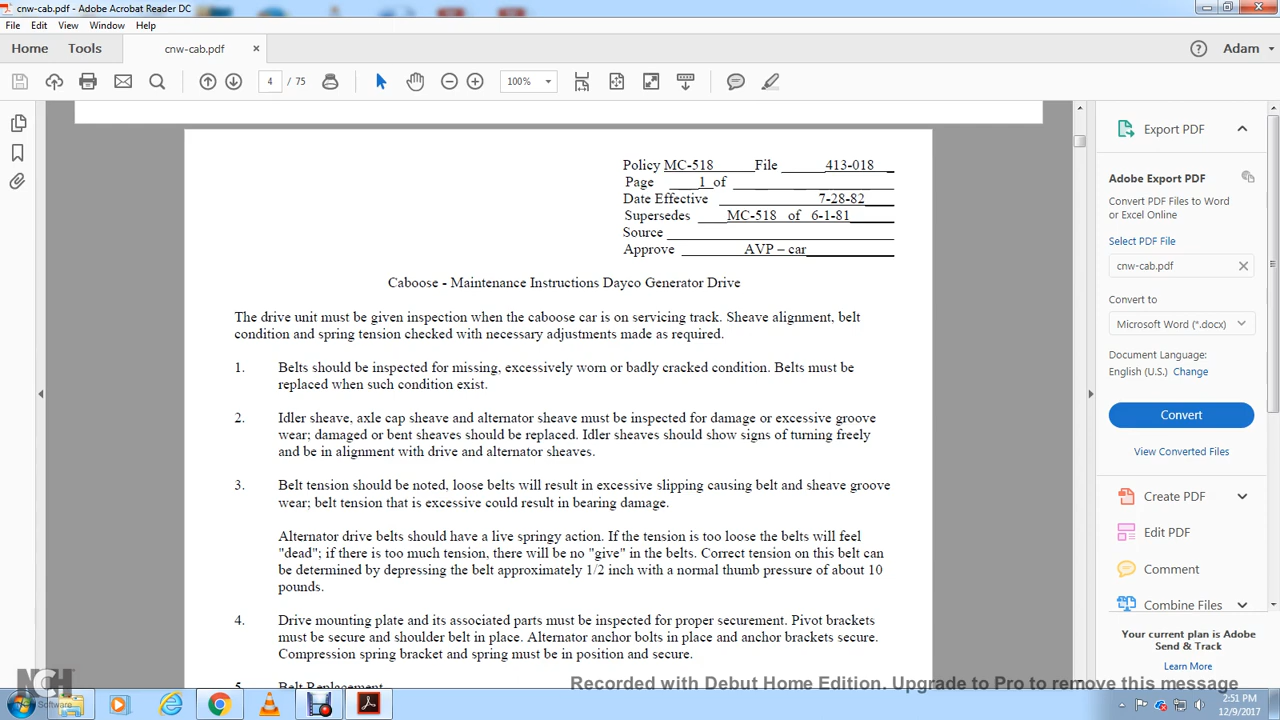 cnw-cab.pdf - Adobe Acrobat Reader DC
File Edit View Window Help
Home Tools cnw-cab.pdf × Adam
4 / 75 100%
Policy MC-518 File 413-018
Page 1 of
Date Effective 7-28-82
Supersedes MC-518 of 6-1-81
Source
Approve AVP – car
Caboose - Maintenance Instructions Dayco Generator Drive
The drive unit must be given inspection when the caboose car is on servicing track. Sheave alignment, belt
condition and spring tension checked with necessary adjustments made as required.
1. Belts should be inspected for missing, excessively worn or badly cracked condition. Belts must be
replaced when such condition exist.
2. Idler sheave, axle cap sheave and alternator sheave must be inspected for damage or excessive groove
wear; damaged or bent sheaves should be replaced. Idler sheaves should show signs of turning freely
and be in alignment with drive and alternator sheaves.
3. Belt tension should be noted, loose belts will result in excessive slipping causing belt and sheave groove
wear; belt tension that is excessive could result in bearing damage.
Alternator drive belts should have a live springy action. If the tension is too loose the belts will feel
"dead"; if there is too much tension, there will be no "give" in the belts. Correct tension on this belt can
be determined by depressing the belt approximately 1/2 inch with a normal thumb pressure of about 10
pounds.
4. Drive mounting plate and its associated parts must be inspected for proper securement. Pivot brackets
must be secure and shoulder belt in place. Alternator anchor bolts in place and anchor brackets secure.
Compression spring bracket and spring must be in position and secure.
5. Belt Replacement
Export PDF
Adobe Export PDF
Convert PDF Files to Word
or Excel Online
Select PDF File
cnw-cab.pdf
Convert to
Microsoft Word (*.docx)
Document Language:
English (U.S.) Change
Convert
View Converted Files
Create PDF
Edit PDF
Comment
Combine Files
Your current plan is Adobe
Send & Track
Learn More
NCH Software
Recorded with Debut Home Edition. Upgrade to Pro to remove this message
2:51 PM
12/9/2017